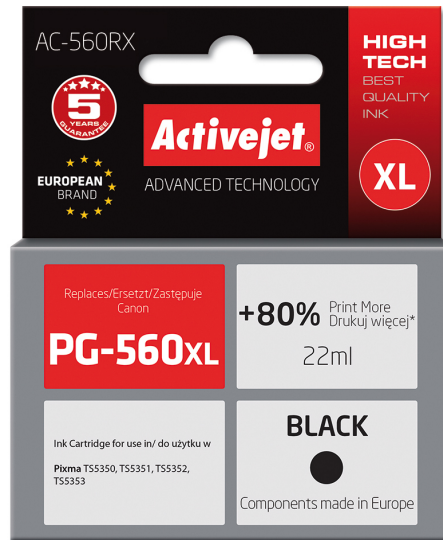 AC-560RX
HIGH
TECH
BEST
QUALITY
INK
5
YEARS
GUARANTEE
Activejet®
EUROPEAN
BRAND
ADVANCED TECHNOLOGY
XL
Replaces/Ersetzt/Zastępuje
Canon
PG-560XL
+80% Print More
Drukuj więcej*
22ml
Ink Cartridge for use in/ do użytku w
Pixma TS5350, TS5351, TS5352,
TS5353
BLACK
Components made in Europe